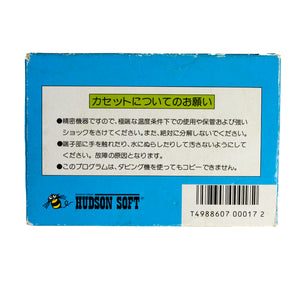 カセットについてのお願い
●精密機器ですので、極端な温度条件下での使用や保管および強い
ショックをさけてください。また、絶対に分解しないでください。
●端子部に手を触れたり、水にぬらしたりして汚さないようにしてく
ださい。故障の原因となります。
●このプログラムは、タビング機を使ってもコピーできません。
HUDSON SOFT
T4988607 00017 2